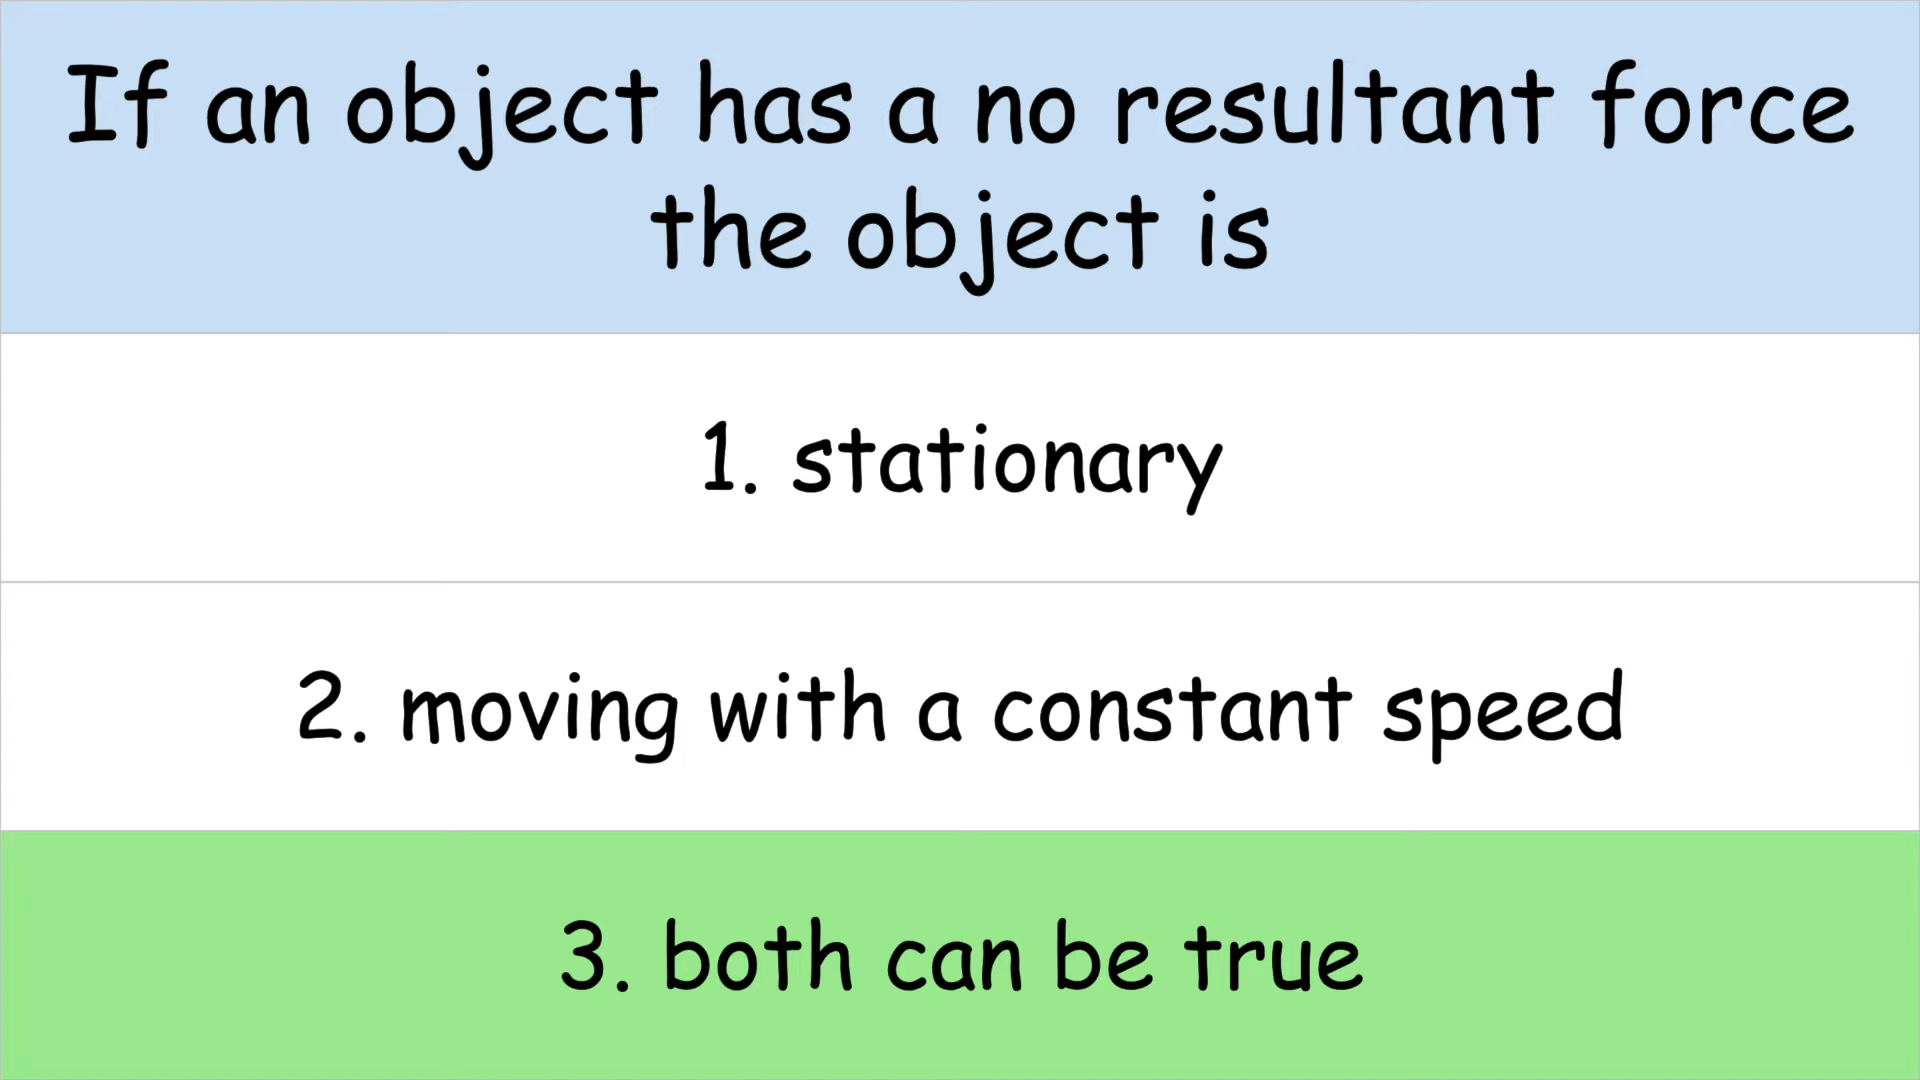 If an object has a no resultant force
the object is
1. stationary
2. moving with a constant speed
3. both can be true